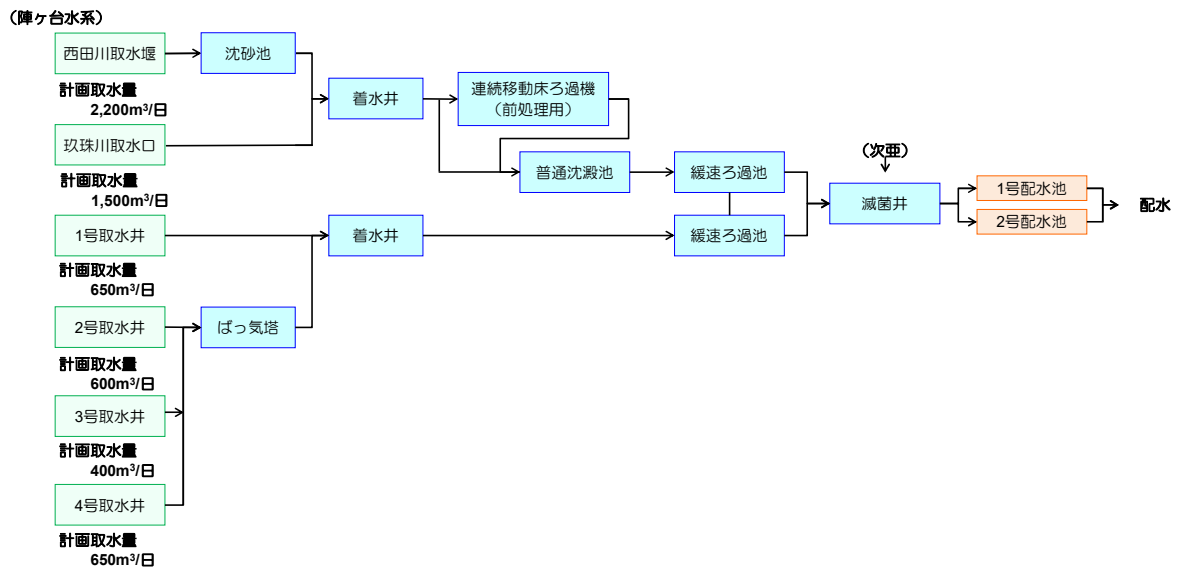 （陣ヶ台水系）
西田川取水堰
沈砂池
計画取水量
2,200m³/日
着水井
連続移動床ろ過機
（前処理用）
玖珠川取水口
計画取水量
1,500m³/日
普通沈澱池
緩速ろ過池
（次亜）
滅菌井
1号配水池
2号配水池
配水
1号取水井
着水井
緩速ろ過池
計画取水量
650m³/日
2号取水井
ばっ気塔
計画取水量
600m³/日
3号取水井
計画取水量
400m³/日
4号取水井
計画取水量
650m³/日